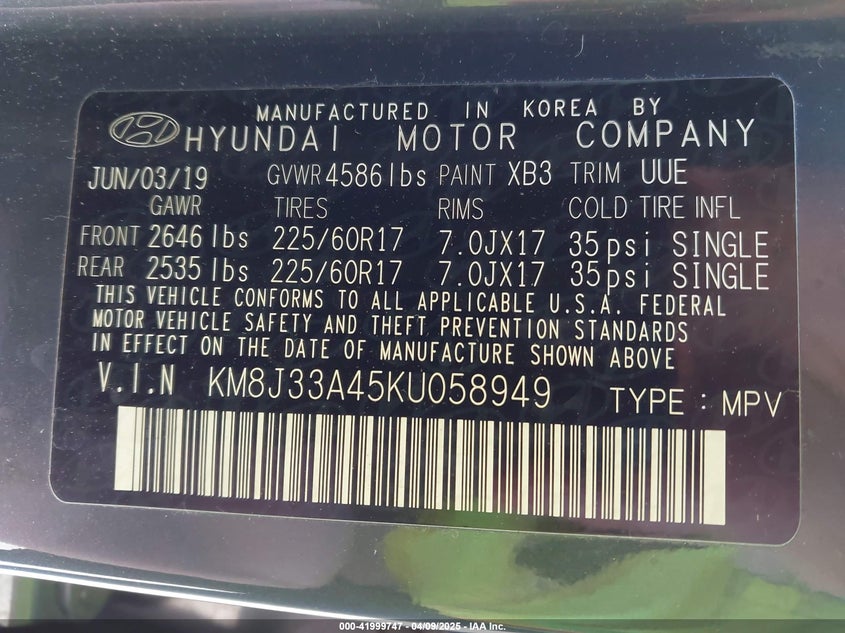 MANUFACTURED IN KOREA BY
HYUNDAI MOTOR COMPANY
JUN/03/19 GVWR 4586 lbs PAINT XB3 TRIM UUE
GAWR TIRES RIMS COLD TIRE INFL
FRONT 2646 lbs 225/60R17 7.0JX17 35psi SINGLE
REAR 2535 lbs 225/60R17 7.0JX17 35psi SINGLE
THIS VEHICLE CONFORMS TO ALL APPLICABLE U.S.A. FEDERAL
MOTOR VEHICLE SAFETY AND THEFT PREVENTION STANDARDS
IN EFFECT ON THE DATE OF MANUFACTURE SHOWN ABOVE
V.I.N KM8J33A45KU058949 TYPE : MPV
000-41999747 - 04/09/2025 - IAA Inc.